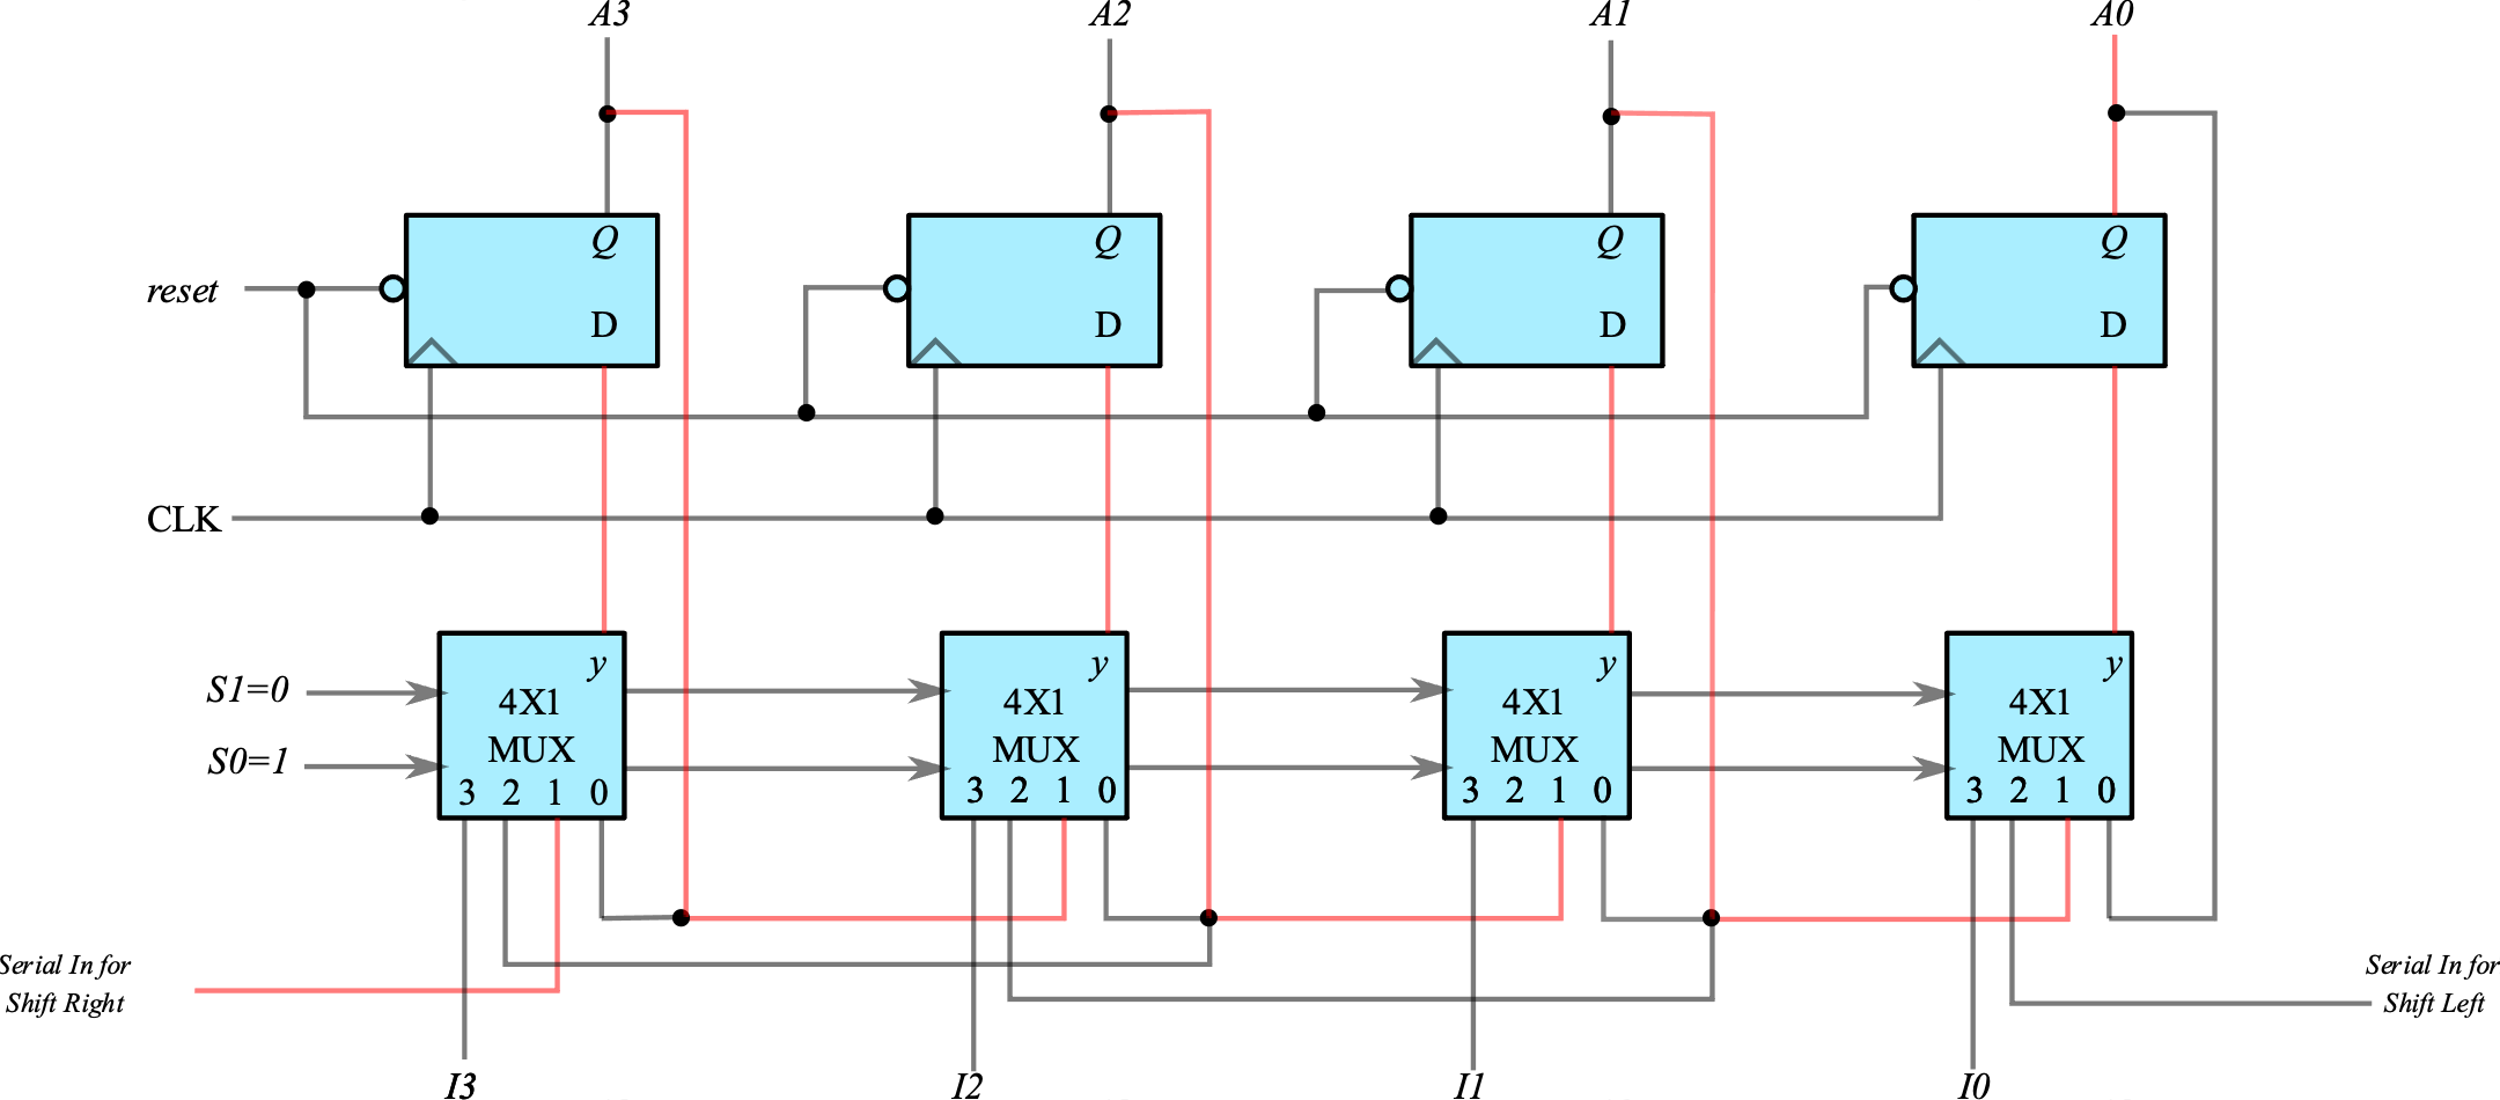 A3 A2 A1 A0
Q Q Q Q
reset
D D D D
CLK
y y y y
S1=0
4X1 4X1 4X1 4X1
S0=1
MUX MUX MUX MUX
3 2 1 0 3 2 1 0 3 2 1 0 3 2 1 0
Serial In for
Shift Right
Serial In for
Shift Left
I3 I2 I1 I0